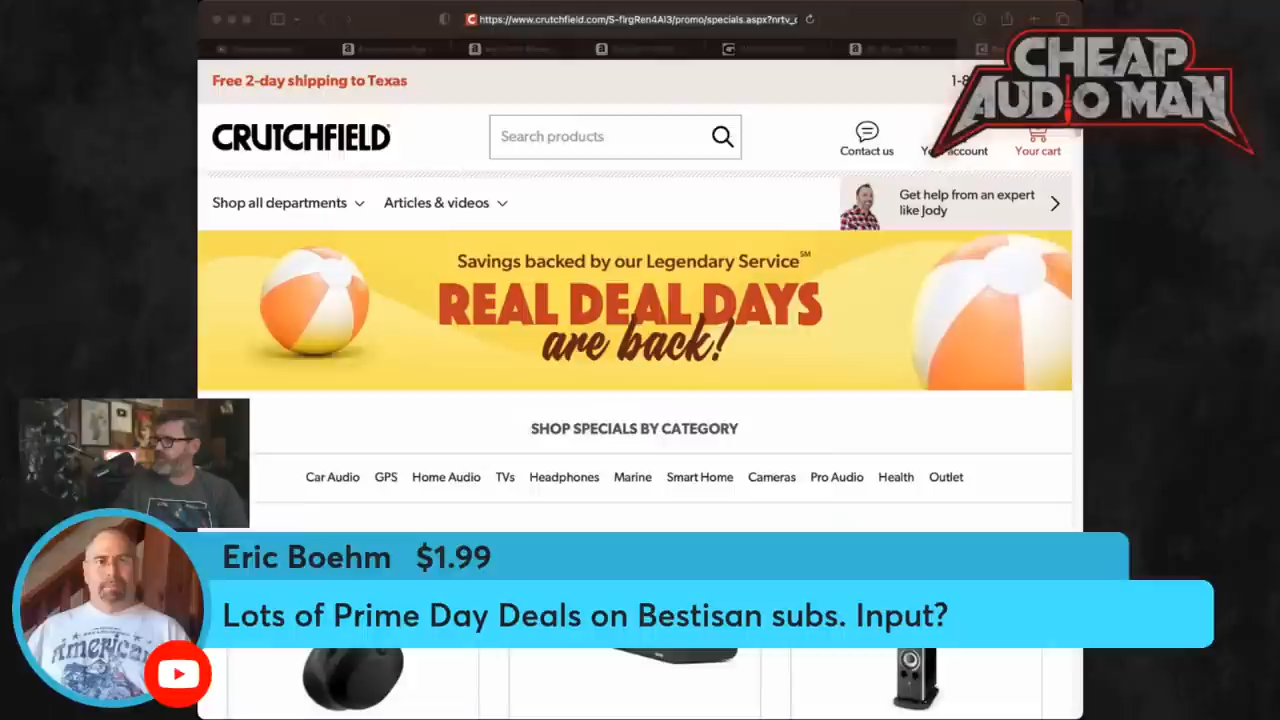 https://www.crutchfield.com/S-flrgRen4AI3/promo/specials.aspx?nrtv_c
CHEAP
AUDIO MAN
Free 2-day shipping to Texas
1-8
CRUTCHFIELD
Search products
Contact us
Your account
Your cart
Shop all departments
Articles & videos
Get help from an expert
like Jody
Savings backed by our Legendary Service℠
REAL DEAL DAYS
are back!
SHOP SPECIALS BY CATEGORY
Car Audio GPS Home Audio TVs Headphones Marine Smart Home Cameras Pro Audio Health Outlet
Eric Boehm $1.99
Lots of Prime Day Deals on Bestisan subs. Input?
American